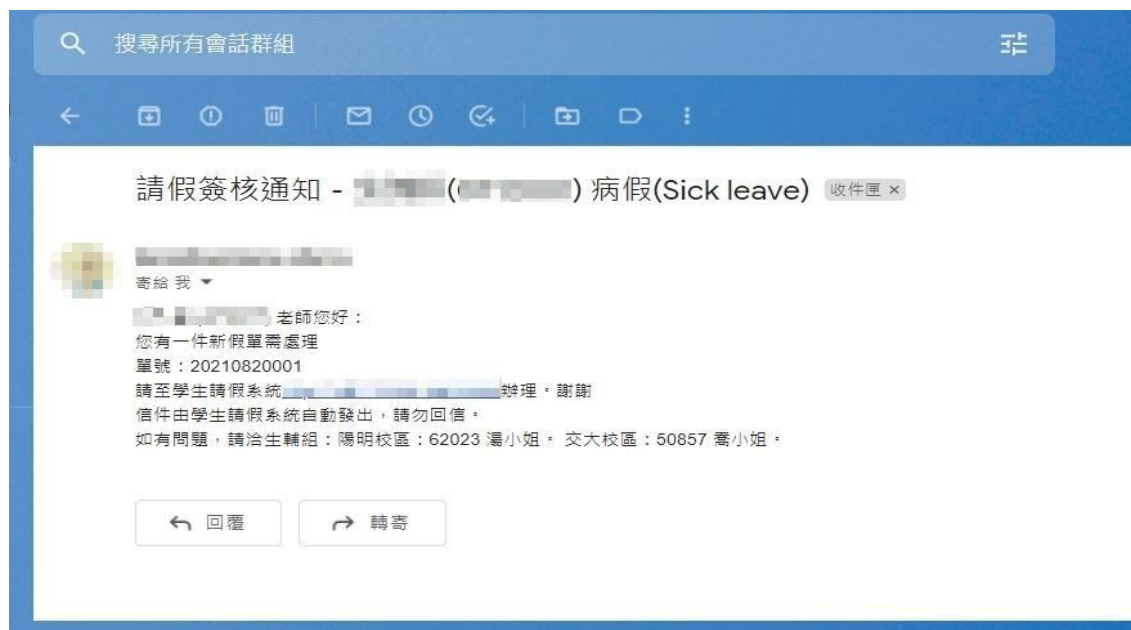 搜尋所有會話群組
請假簽核通知 - ( ) 病假(Sick leave) 收件匣 ×
寄給 我
老師您好：
您有一件新假單需處理
單號：20210820001
請至學生請假系統 辦理。謝謝
信件由學生請假系統自動發出，請勿回信。
如有問題，請洽生輔組：陽明校區：62023 湯小姐。 交大校區：50857 喬小姐。
回覆
轉寄